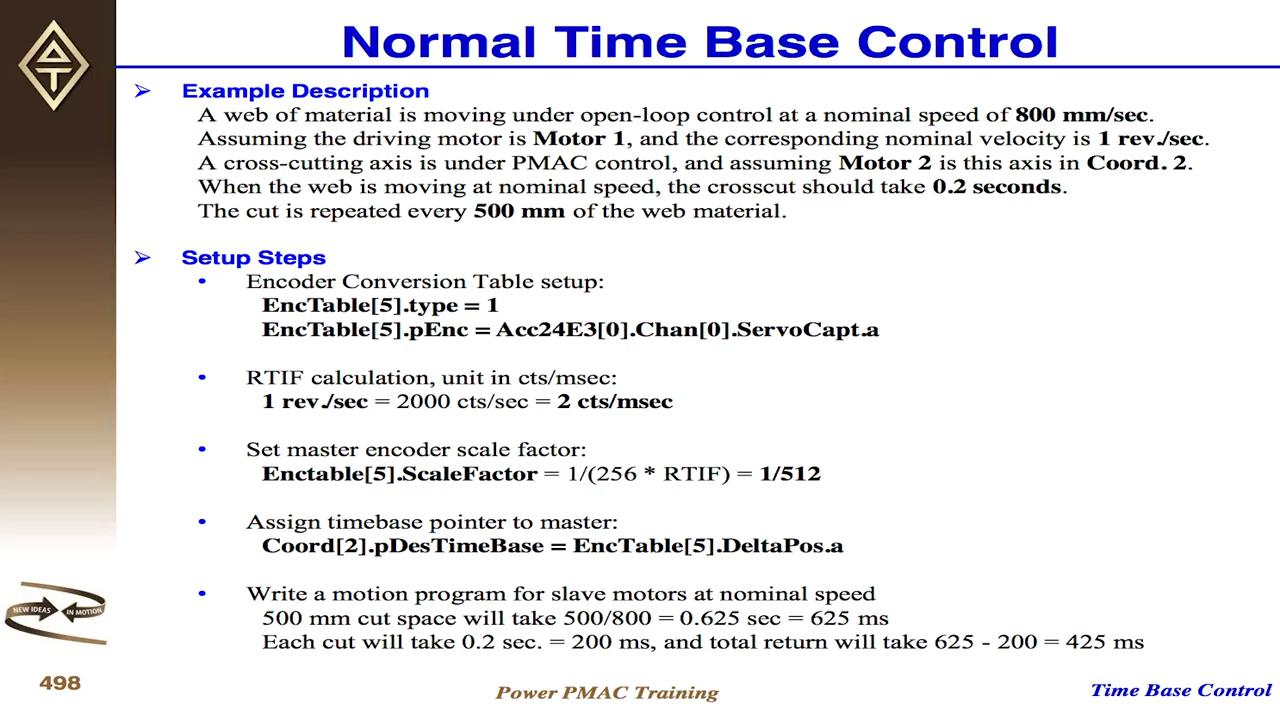 Normal Time Base Control
➢ Example Description
A web of material is moving under open-loop control at a nominal speed of 800 mm/sec.
Assuming the driving motor is Motor 1, and the corresponding nominal velocity is 1 rev./sec.
A cross-cutting axis is under PMAC control, and assuming Motor 2 is this axis in Coord. 2.
When the web is moving at nominal speed, the crosscut should take 0.2 seconds.
The cut is repeated every 500 mm of the web material.
➢ Setup Steps
• Encoder Conversion Table setup:
EncTable[5].type = 1
EncTable[5].pEnc = Acc24E3[0].Chan[0].ServoCapt.a
• RTIF calculation, unit in cts/msec:
1 rev./sec = 2000 cts/sec = 2 cts/msec
• Set master encoder scale factor:
Enctable[5].ScaleFactor = 1/(256 * RTIF) = 1/512
• Assign timebase pointer to master:
Coord[2].pDesTimeBase = EncTable[5].DeltaPos.a
• Write a motion program for slave motors at nominal speed
500 mm cut space will take 500/800 = 0.625 sec = 625 ms
Each cut will take 0.2 sec. = 200 ms, and total return will take 625 - 200 = 425 ms
NEW IDEAS IN MOTION
498
Power PMAC Training
Time Base Control